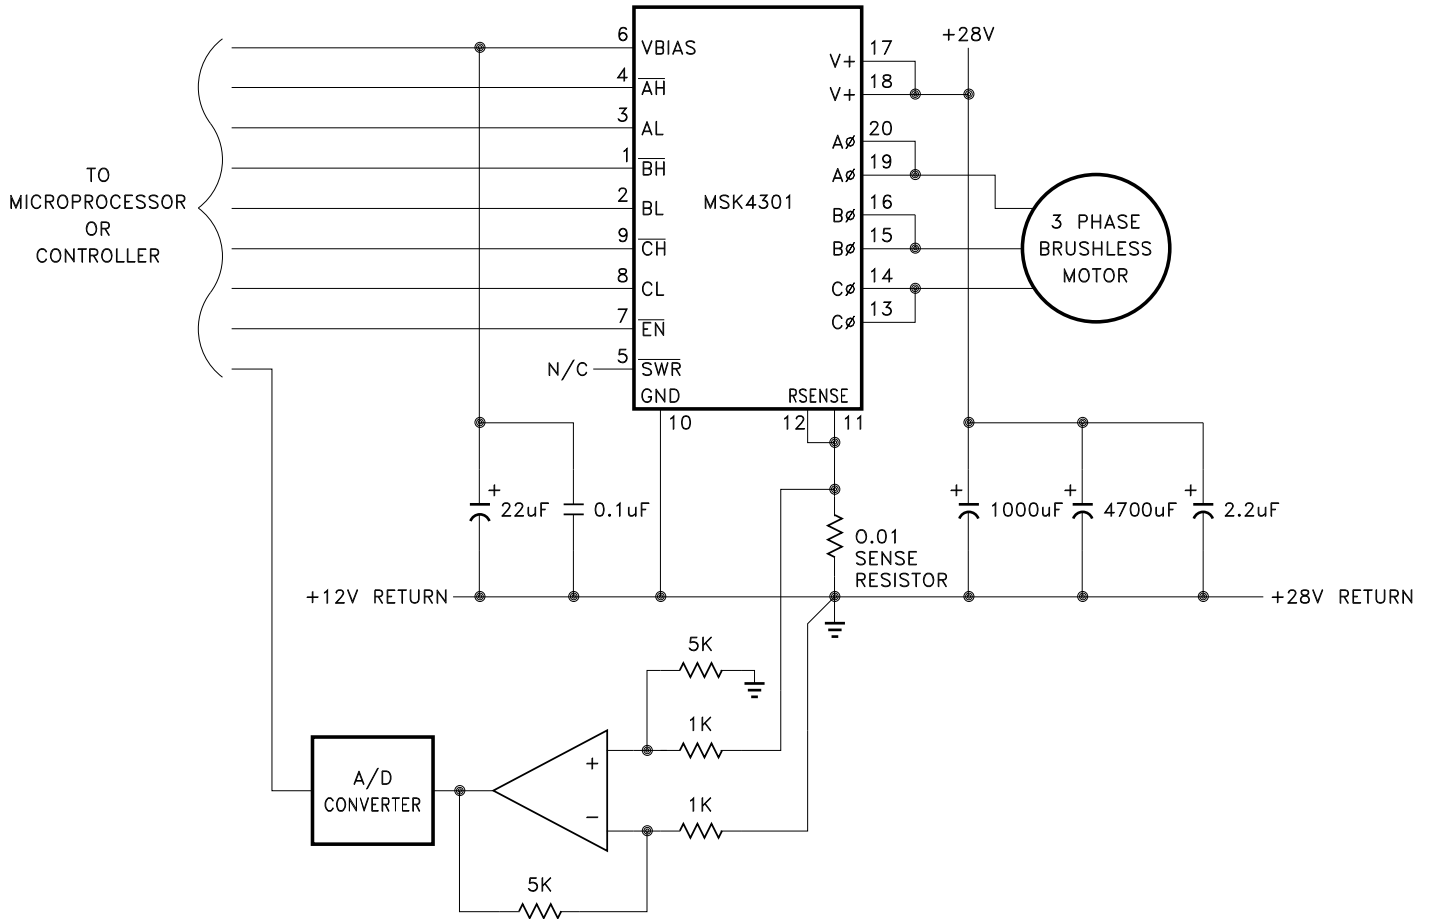 +28V
6 VBIAS
17 V+
4 AH
18 V+
3 AL
20 AØ
1 BH
19 AØ
TO
MICROPROCESSOR
OR
CONTROLLER
2 BL
MSK4301
16 BØ
3 PHASE
BRUSHLESS
MOTOR
9 CH
15 BØ
8 CL
14 CØ
7 EN
13 CØ
N/C
5 SWR
GND
RSENSE
10
12
11
+
22uF
0.1uF
0.01
SENSE
RESISTOR
+
1000uF
+
4700uF
+
2.2uF
+12V RETURN
+28V RETURN
5K
1K
+
A/D
CONVERTER
−
1K
5K